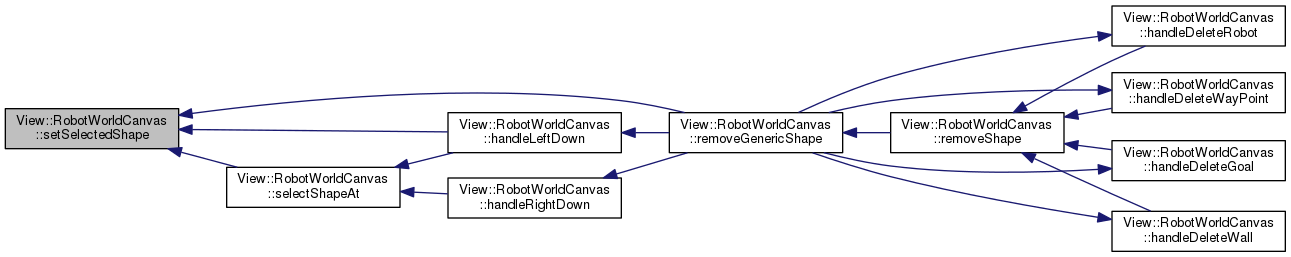 View::RobotWorldCanvas
::setSelectedShape
View::RobotWorldCanvas
::selectShapeAt
View::RobotWorldCanvas
::handleLeftDown
View::RobotWorldCanvas
::handleRightDown
View::RobotWorldCanvas
::removeGenericShape
View::RobotWorldCanvas
::removeShape
View::RobotWorldCanvas
::handleDeleteRobot
View::RobotWorldCanvas
::handleDeleteWayPoint
View::RobotWorldCanvas
::handleDeleteGoal
View::RobotWorldCanvas
::handleDeleteWall